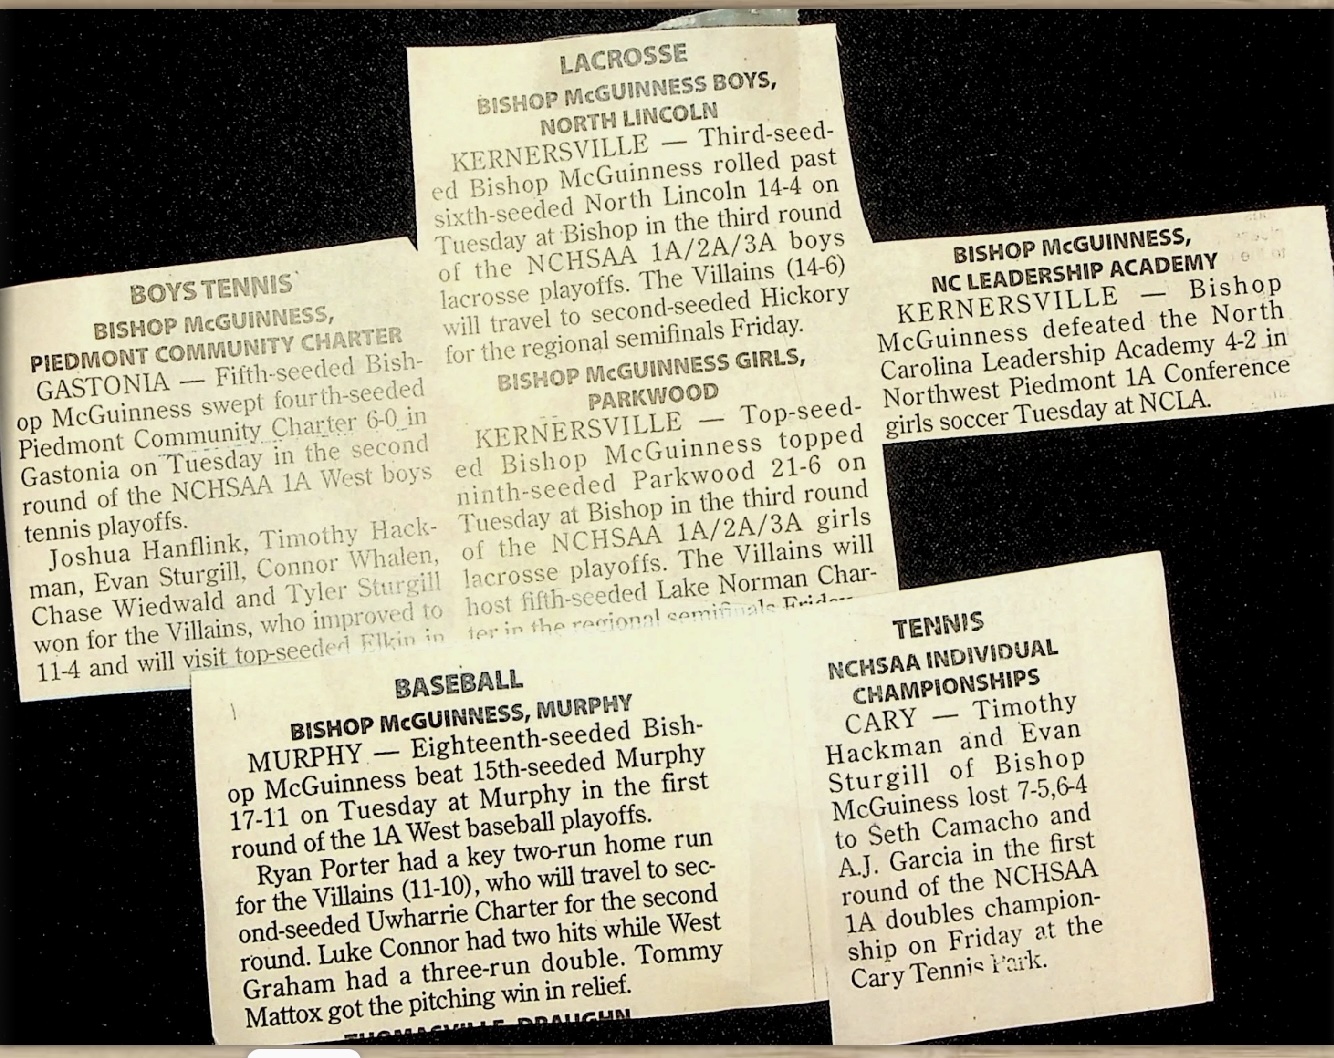 LACROSSE
BISHOP McGUINNESS BOYS,
NORTH LINCOLN
KERNERSVILLE — Third-seed-
ed Bishop McGuinness rolled past
sixth-seeded North Lincoln 14-4 on
Tuesday at Bishop in the third round
of the NCHSAA 1A/2A/3A boys
lacrosse playoffs. The Villains (14-6)
will travel to second-seeded Hickory
for the regional semifinals Friday.
BISHOP McGUINNESS GIRLS,
PARKWOOD
KERNERSVILLE — Top-seed-
ed Bishop McGuinness topped
ninth-seeded Parkwood 21-6 on
Tuesday at Bishop in the third round
of the NCHSAA 1A/2A/3A girls
lacrosse playoffs. The Villains will
host fifth-seeded Lake Norman Char-
ter in the regional semifinals Friday
BOYS TENNIS
BISHOP McGUINNESS,
PIEDMONT COMMUNITY CHARTER
GASTONIA — Fifth-seeded Bish-
op McGuinness swept fourth-seeded
Piedmont Community Charter 6-0 in
Gastonia on Tuesday in the second
round of the NCHSAA 1A West boys
tennis playoffs.
Joshua Hanflink, Timothy Hack-
man, Evan Sturgill, Connor Whalen,
Chase Wiedwald and Tyler Sturgill
won for the Villains, who improved to
11-4 and will visit top-seeded Elkin in
BISHOP McGUINNESS,
NC LEADERSHIP ACADEMY
KERNERSVILLE — Bishop
McGuinness defeated the North
Carolina Leadership Academy 4-2 in
Northwest Piedmont 1A Conference
girls soccer Tuesday at NCLA.
BASEBALL
BISHOP McGUINNESS, MURPHY
MURPHY — Eighteenth-seeded Bish-
op McGuinness beat 15th-seeded Murphy
17-11 on Tuesday at Murphy in the first
round of the 1A West baseball playoffs.
Ryan Porter had a key two-run home run
for the Villains (11-10), who will travel to sec-
ond-seeded Uwharrie Charter for the second
round. Luke Connor had two hits while West
Graham had a three-run double. Tommy
Mattox got the pitching win in relief.
THOMASVILLE, DRAUGHN
TENNIS
NCHSAA INDIVIDUAL
CHAMPIONSHIPS
CARY — Timothy
Hackman and Evan
Sturgill of Bishop
McGuiness lost 7-5,6-4
to Seth Camacho and
A.J. Garcia in the first
round of the NCHSAA
1A doubles champion-
ship on Friday at the
Cary Tennis Park.